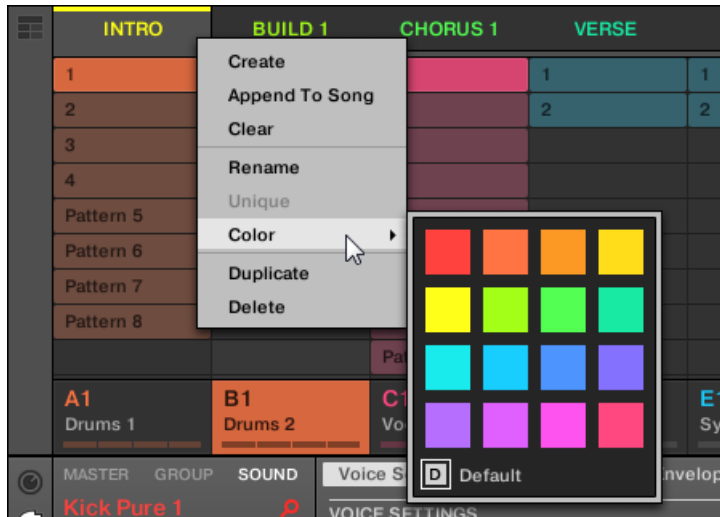 INTRO BUILD 1 CHORUS 1 VERSE
1 1 1
2 2 2
3
4
Pattern 5
Pattern 6
Pattern 7
Pattern 8
Create
Append To Song
Clear
Rename
Unique
Color
Duplicate
Delete
D Default
A1 B1
Drums 1 Drums 2
MASTER GROUP SOUND
Kick Pure 1
VOICE SETTINGS